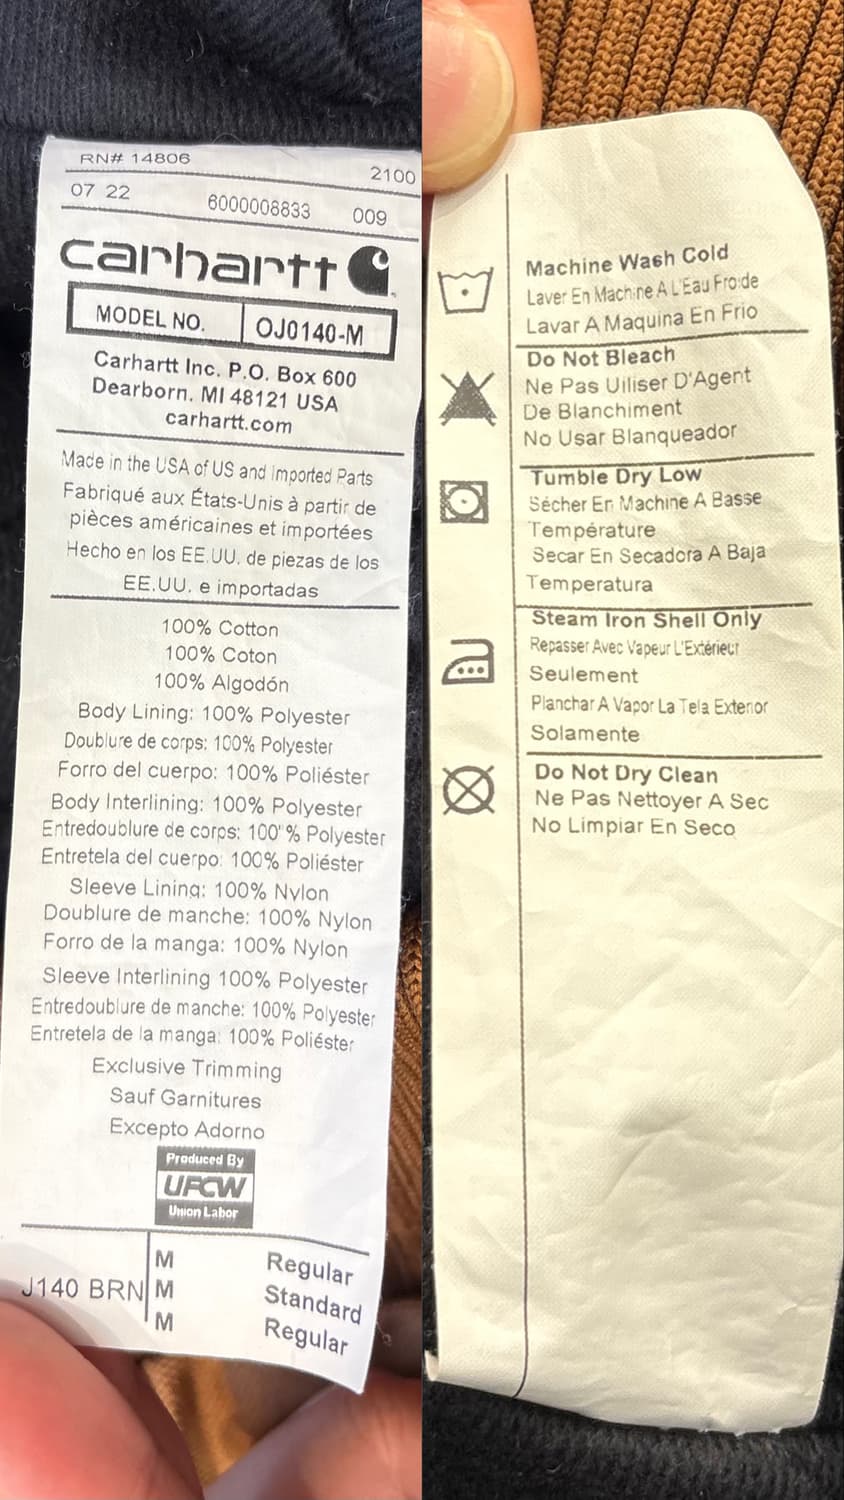 RN# 14806
2100
07 22 6000008833 009
carhartt
MODEL NO. OJ0140-M
Carhartt Inc. P.O. Box 600
Dearborn, MI 48121 USA
carhartt.com
Made in the USA of US and Imported Parts
Fabriqué aux États-Unis à partir de
pièces américaines et importées
Hecho en los EE.UU. de piezas de los
EE.UU. e importadas
100% Cotton
100% Coton
100% Algodón
Body Lining: 100% Polyester
Doublure de corps: 100% Polyester
Forro del cuerpo: 100% Poliéster
Body Interlining: 100% Polyester
Entredoublure de corps: 100% Polyester
Entretela del cuerpo: 100% Poliéster
Sleeve Lining: 100% Nylon
Doublure de manche: 100% Nylon
Forro de la manga: 100% Nylon
Sleeve Interlining 100% Polyester
Entredoublure de manche: 100% Polyester
Entretela de la manga: 100% Poliéster
Exclusive Trimming
Sauf Garnitures
Excepto Adorno
Produced By
UFCW
Union Labor
J140 BRN
M Regular
M Standard
M Regular
Machine Wash Cold
Laver En Machine A L'Eau Froide
Lavar A Maquina En Frio
Do Not Bleach
Ne Pas Uiliser D'Agent
De Blanchiment
No Usar Blanqueador
Tumble Dry Low
Sécher En Machine A Basse
Température
Secar En Secadora A Baja
Temperatura
Steam Iron Shell Only
Repasser Avec Vapeur L'Extérieur
Seulement
Planchar A Vapor La Tela Exterior
Solamente
Do Not Dry Clean
Ne Pas Nettoyer A Sec
No Limpiar En Seco